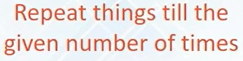 Repeat things till the
given number of times